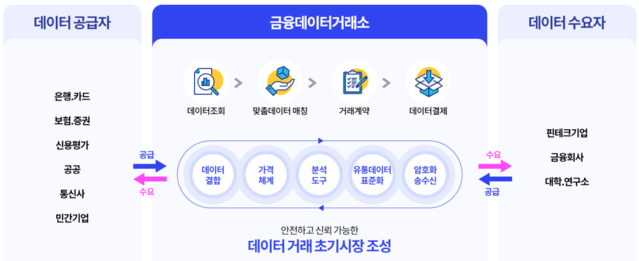 데이터 공급자
은행.카드
보험.증권
신용평가
공공
통신사
민간기업
공급
수요
금융데이터거래소
데이터조회
맞춤데이터 매칭
거래계약
데이터결제
데이터
결합
가격
체계
분석
도구
유통데이터
표준화
암호화
송수신
안전하고 신뢰 가능한
데이터 거래 초기시장 조성
수요
공급
데이터 수요자
핀테크기업
금융회사
대학.연구소